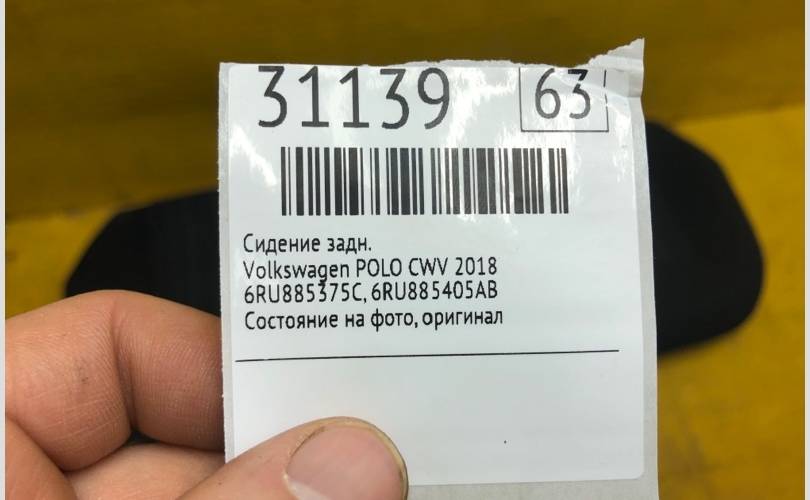 31139 63
Сидение задн.
Volkswagen POLO CWV 2018
6RU885375C, 6RU885405AB
Состояние на фото, оригинал